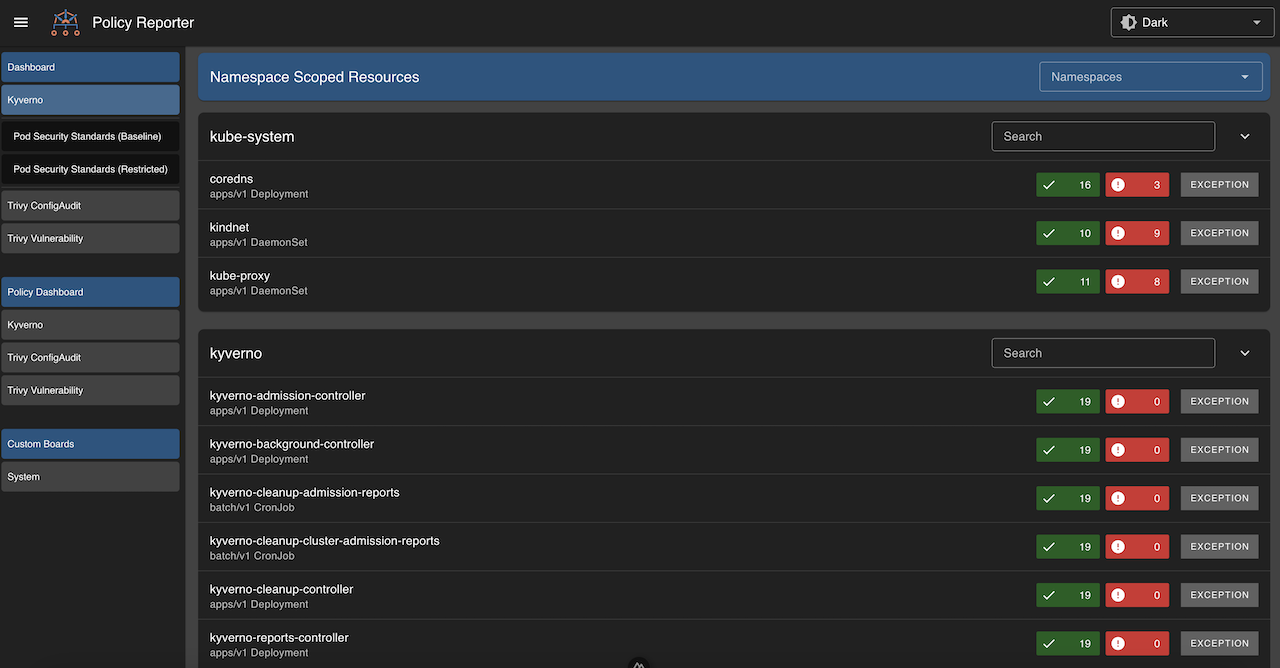 Policy Reporter
Dark
Dashboard
Kyverno
Pod Security Standards (Baseline)
Pod Security Standards (Restricted)
Trivy ConfigAudit
Trivy Vulnerability
Policy Dashboard
Kyverno
Trivy ConfigAudit
Trivy Vulnerability
Custom Boards
System
Namespace Scoped Resources
Namespaces
kube-system
Search
coredns
apps/v1 Deployment
16
3
EXCEPTION
kindnet
apps/v1 DaemonSet
10
9
EXCEPTION
kube-proxy
apps/v1 DaemonSet
11
8
EXCEPTION
kyverno
Search
kyverno-admission-controller
apps/v1 Deployment
19
0
EXCEPTION
kyverno-background-controller
apps/v1 Deployment
19
0
EXCEPTION
kyverno-cleanup-admission-reports
batch/v1 CronJob
19
0
EXCEPTION
kyverno-cleanup-cluster-admission-reports
batch/v1 CronJob
19
0
EXCEPTION
kyverno-cleanup-controller
apps/v1 Deployment
19
0
EXCEPTION
kyverno-reports-controller
apps/v1 Deployment
19
0
EXCEPTION